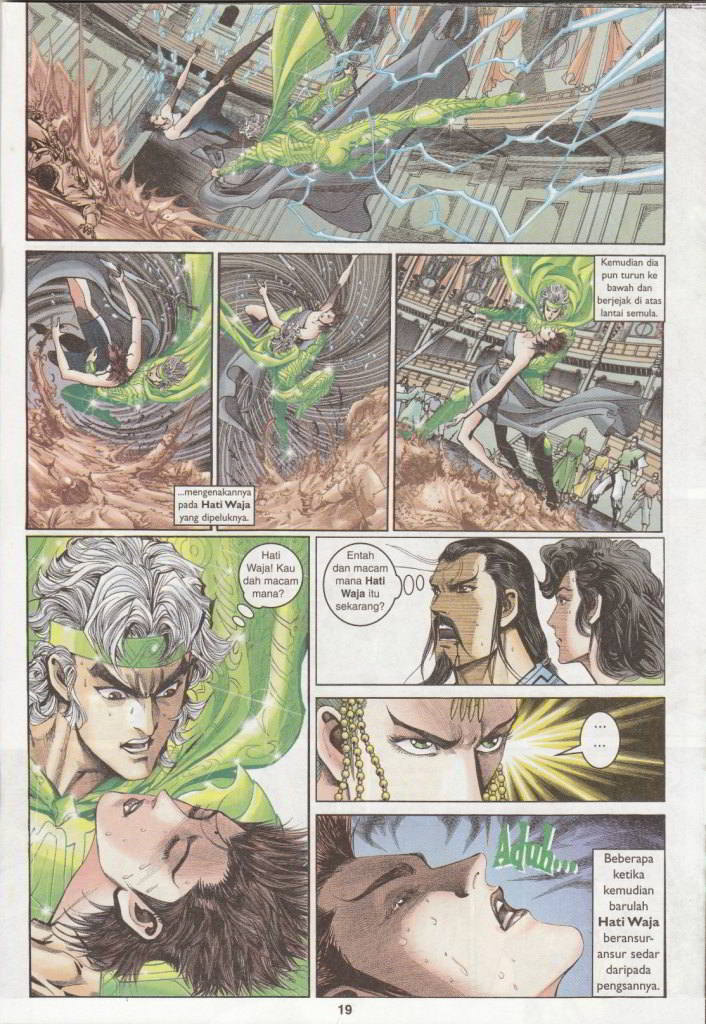 Kemudian dia
pun turun ke
bawah dan
berjejak di atas
lantai semula.
...mengenakannya
pada Hati Waja
yang dipeluknya.
Hati
Waja! Kau
dah macam
mana?
Entah
dan macam
mana Hati
Waja itu
sekarang?
...
...
Aduh...
Beberapa
ketika
kemudian
barulah
Hati Waja
beransur-
ansur sedar
daripada
pengsannya.
19